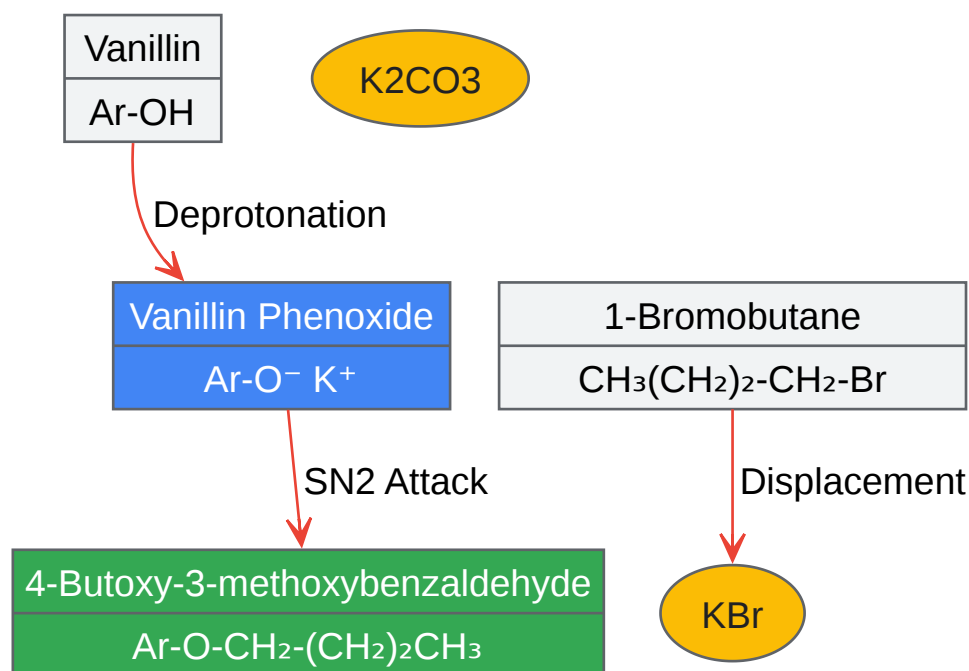 Vanillin
Ar-OH
K2CO3
Deprotonation
Vanillin Phenoxide
Ar-O⁻ K⁺
1-Bromobutane
CH₃(CH₂)₂-CH₂-Br
SN2 Attack
Displacement
4-Butoxy-3-methoxybenzaldehyde
Ar-O-CH₂-(CH₂)₂CH₃
KBr